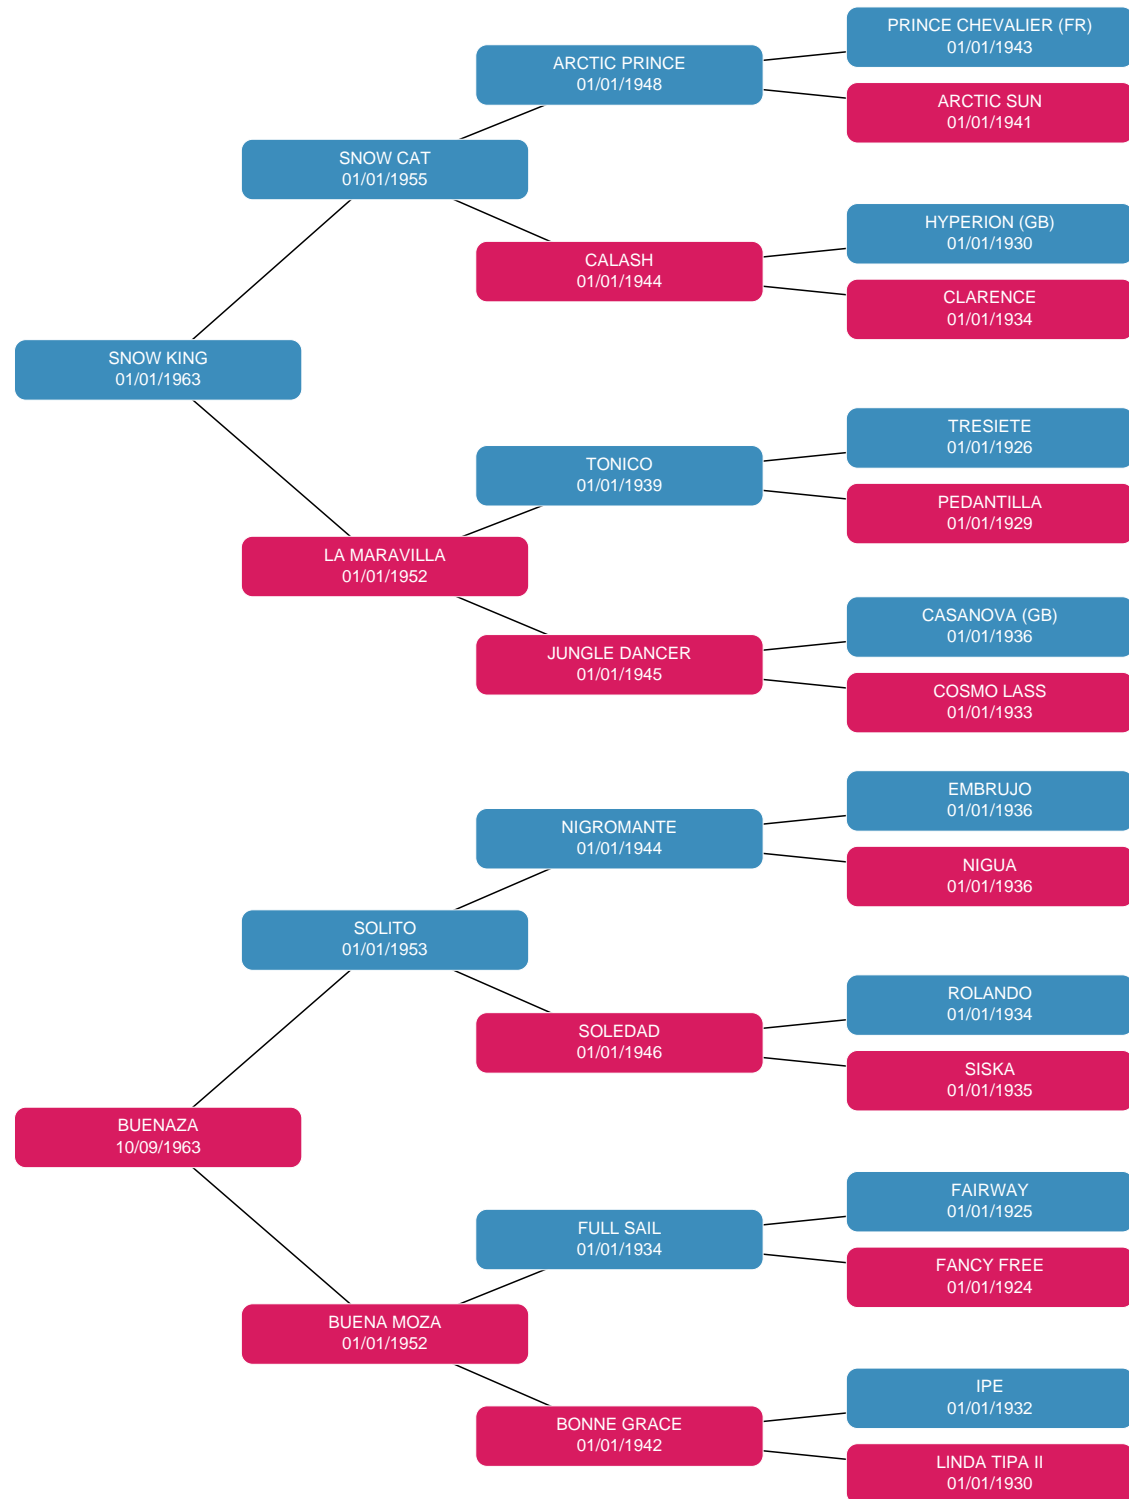 PRINCE CHEVALIER (FR)
01/01/1943
ARCTIC PRINCE
01/01/1948
ARCTIC SUN
01/01/1941
SNOW CAT
01/01/1955
HYPERION (GB)
01/01/1930
CALASH
01/01/1944
CLARENCE
01/01/1934
SNOW KING
01/01/1963
TRESIETE
01/01/1926
TONICO
01/01/1939
PEDANTILLA
01/01/1929
LA MARAVILLA
01/01/1952
CASANOVA (GB)
01/01/1936
JUNGLE DANCER
01/01/1945
COSMO LASS
01/01/1933
EMBRUJO
01/01/1936
NIGROMANTE
01/01/1944
NIGUA
01/01/1936
SOLITO
01/01/1953
ROLANDO
01/01/1934
SOLEDAD
01/01/1946
SISKA
01/01/1935
BUENAZA
10/09/1963
FAIRWAY
01/01/1925
FULL SAIL
01/01/1934
FANCY FREE
01/01/1924
BUENA MOZA
01/01/1952
IPE
01/01/1932
BONNE GRACE
01/01/1942
LINDA TIPA II
01/01/1930